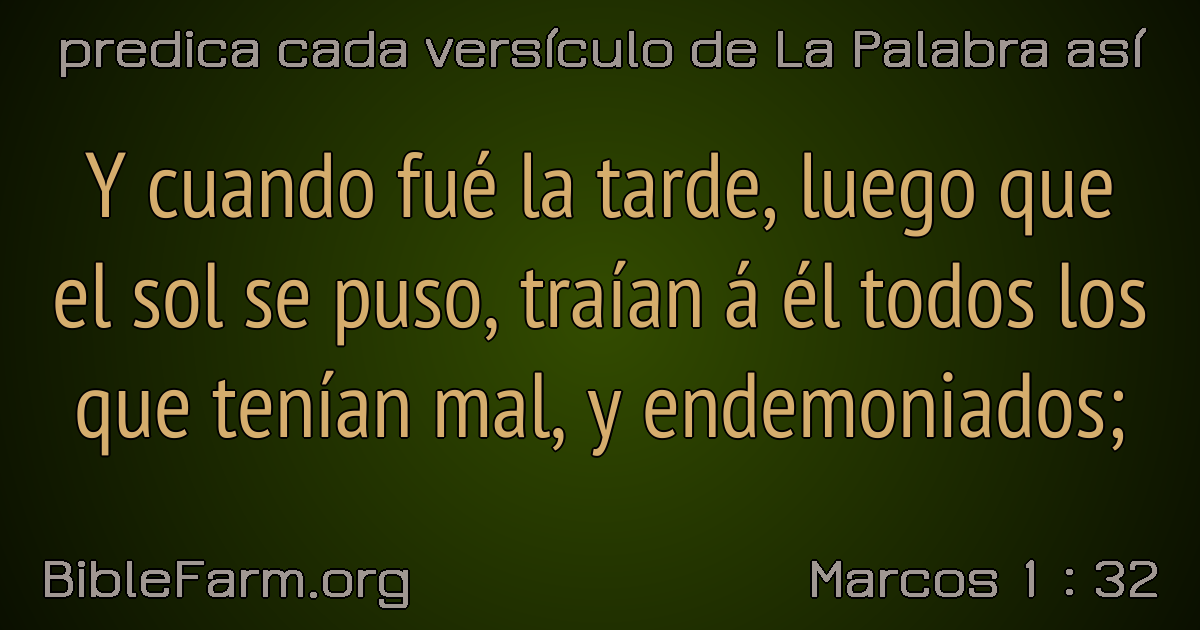 predica cada versículo de La Palabra así
Y cuando fué la tarde, luego que
el sol se puso, traían á él todos los
que tenían mal, y endemoniados;
BibleFarm.org
Marcos 1 : 32